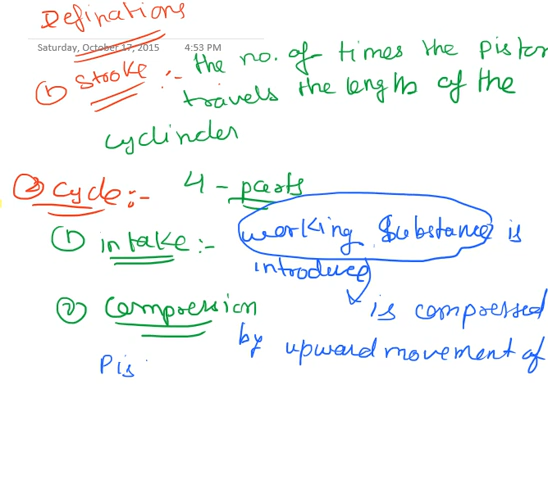 Definations
Saturday, October 17, 2015 4:53 PM
① Stroke :- the no. of times the piston
travels the length of the
cyclinder
② Cycle:- 4 - parts
① intake :- working Substance is
introduce
② Compression is compressed
by upward movement of
Pis